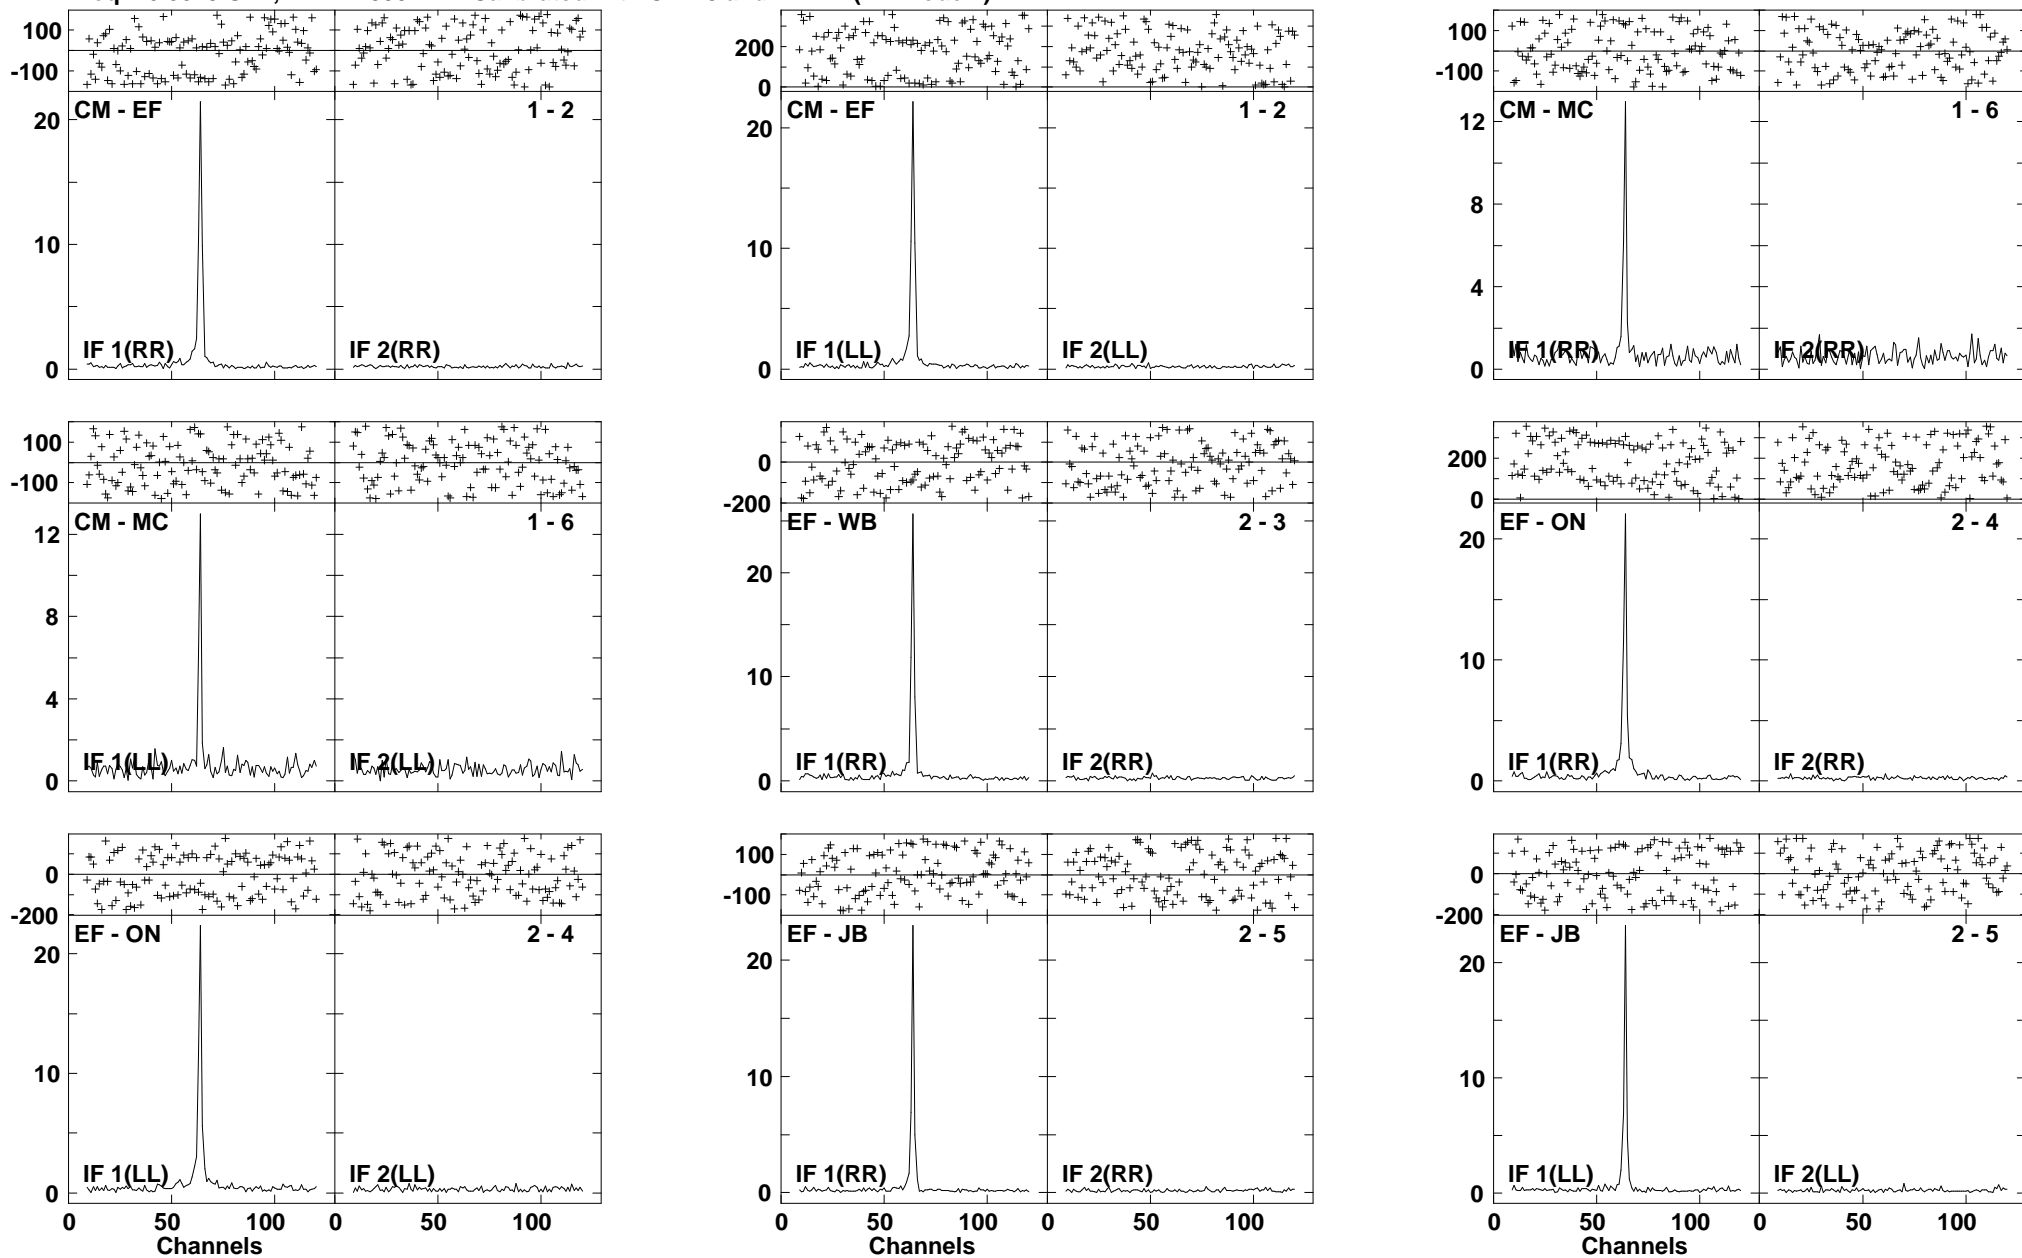 100
-100
CM - EF
1 - 2
20
10
0
IF 1(RR)
IF 2(RR)
200
0
CM - EF
1 - 2
20
10
0
IF 1(LL)
IF 2(LL)
100
-100
CM - MC
1 - 6
12
8
4
0
IF 1(RR)
IF 2(RR)
100
-100
CM - MC
1 - 6
12
8
4
0
IF 1(LL)
IF 2(LL)
0
-200
EF - WB
2 - 3
20
10
0
IF 1(RR)
IF 2(RR)
200
0
EF - ON
2 - 4
20
10
0
IF 1(RR)
IF 2(RR)
0
-200
EF - ON
2 - 4
20
10
0
IF 1(LL)
IF 2(LL)
0 50 100 0 50 100
Channels
100
-100
EF - JB
2 - 5
20
10
0
IF 1(RR)
IF 2(RR)
0 50 100 0 50 100
Channels
0
-200
EF - JB
2 - 5
20
10
0
IF 1(LL)
IF 2(LL)
0 50 100 0 50 100
Channels